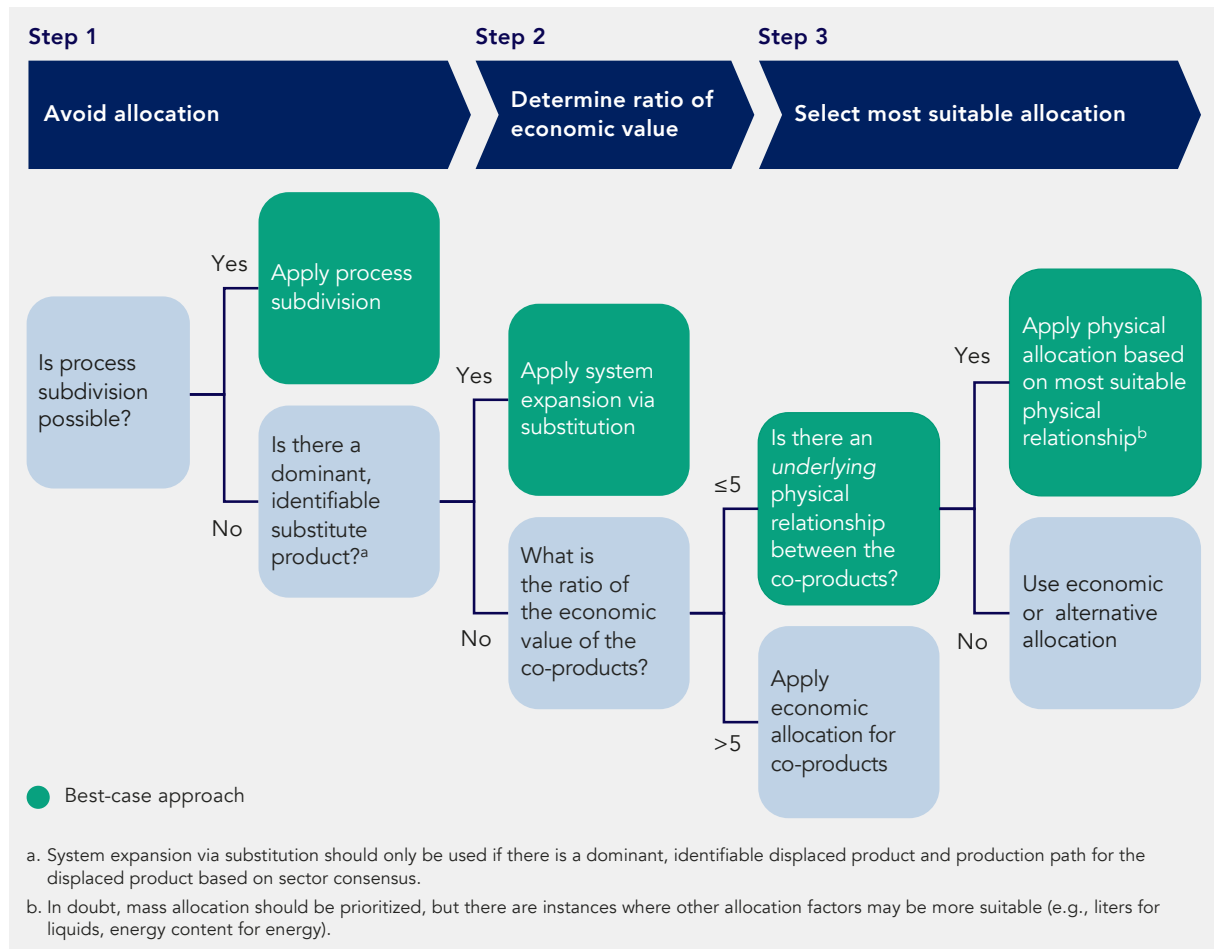 Step 1
Step 2
Step 3
Avoid allocation
Determine ratio of
economic value
Select most suitable allocation
Is process
subdivision
possible?
Yes
Apply process
subdivision
No
Is there a
dominant,
identifiable
substitute
product?a
Yes
Apply system
expansion via
substitution
No
What is
the ratio of
the economic
value of the
co-products?
≤5
Is there an
underlying
physical
relationship
between the
co-products?
>5
Apply
economic
allocation for
co-products
Yes
Apply physical
allocation based
on most suitable
physical
relationshipb
No
Use economic
or alternative
allocation
Best-case approach
a. System expansion via substitution should only be used if there is a dominant, identifiable displaced product and production path for the
displaced product based on sector consensus.
b. In doubt, mass allocation should be prioritized, but there are instances where other allocation factors may be more suitable (e.g., liters for
liquids, energy content for energy).